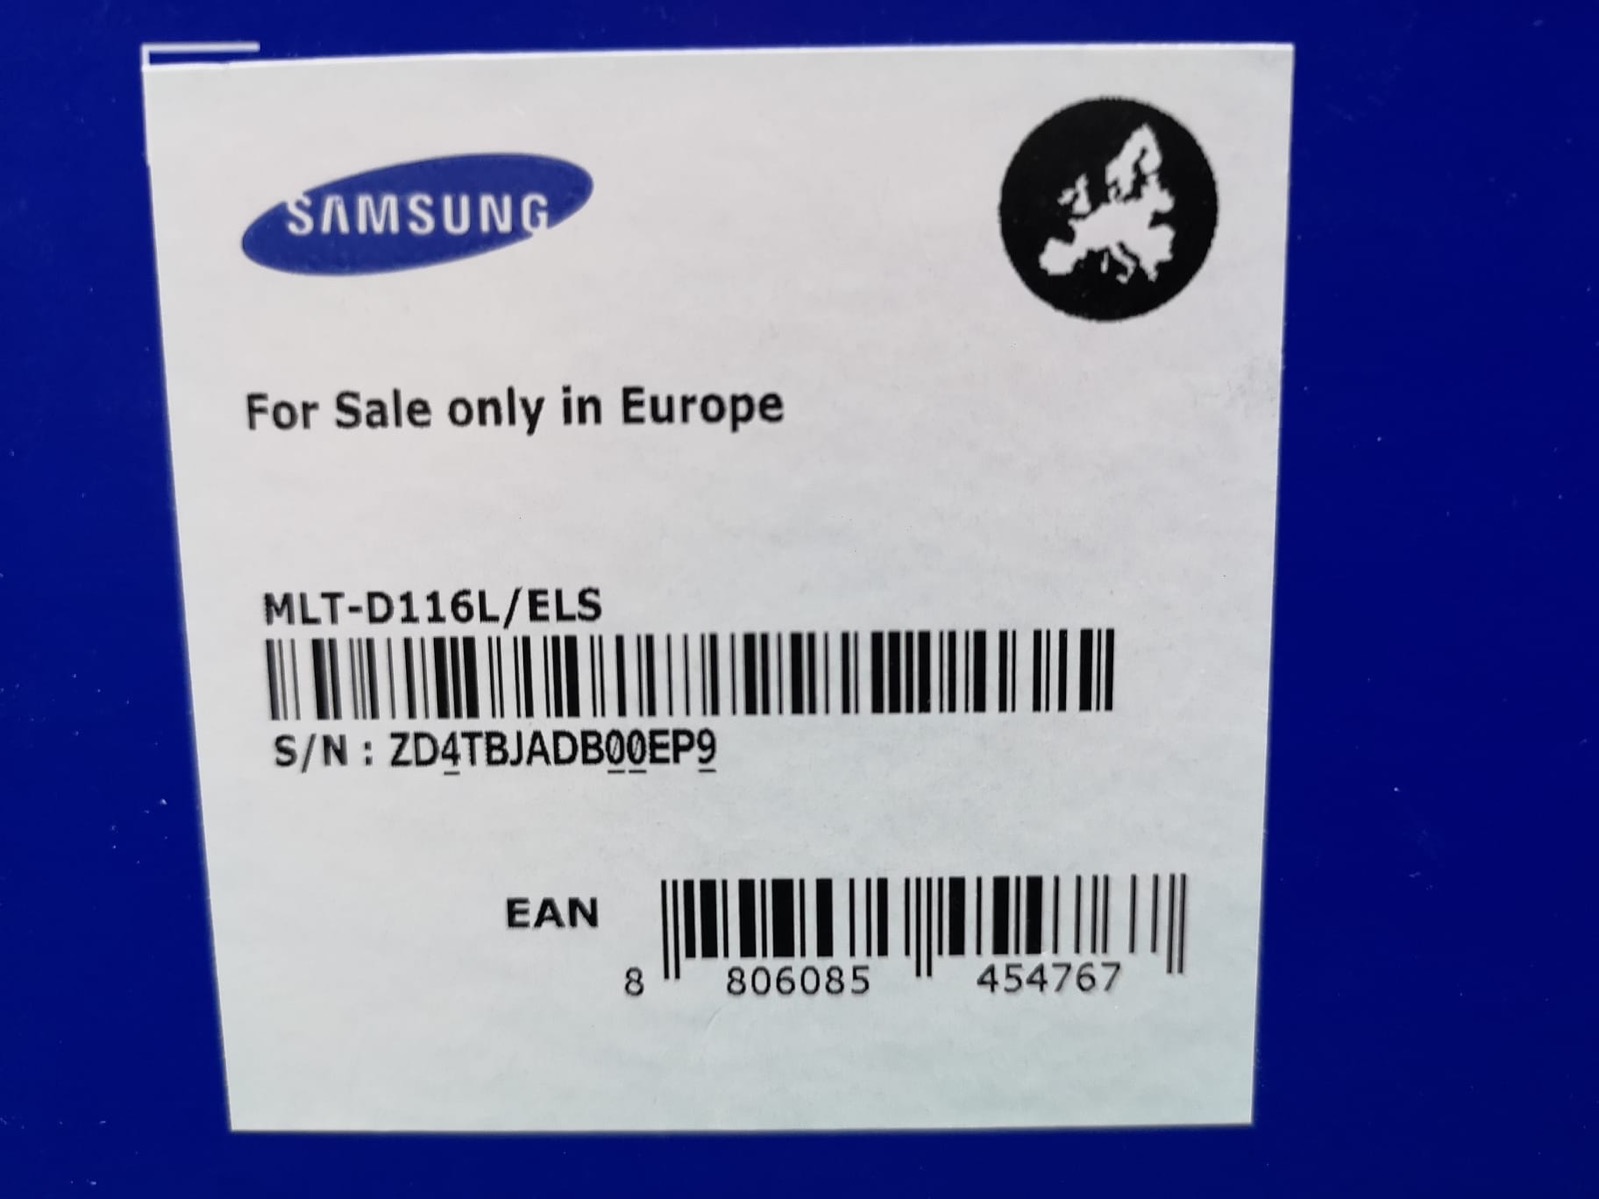 SAMSUNG
For Sale only in Europe
MLT-D116L/ELS
S/N : ZD4TBJADB00EP9
EAN
8 806085 454767